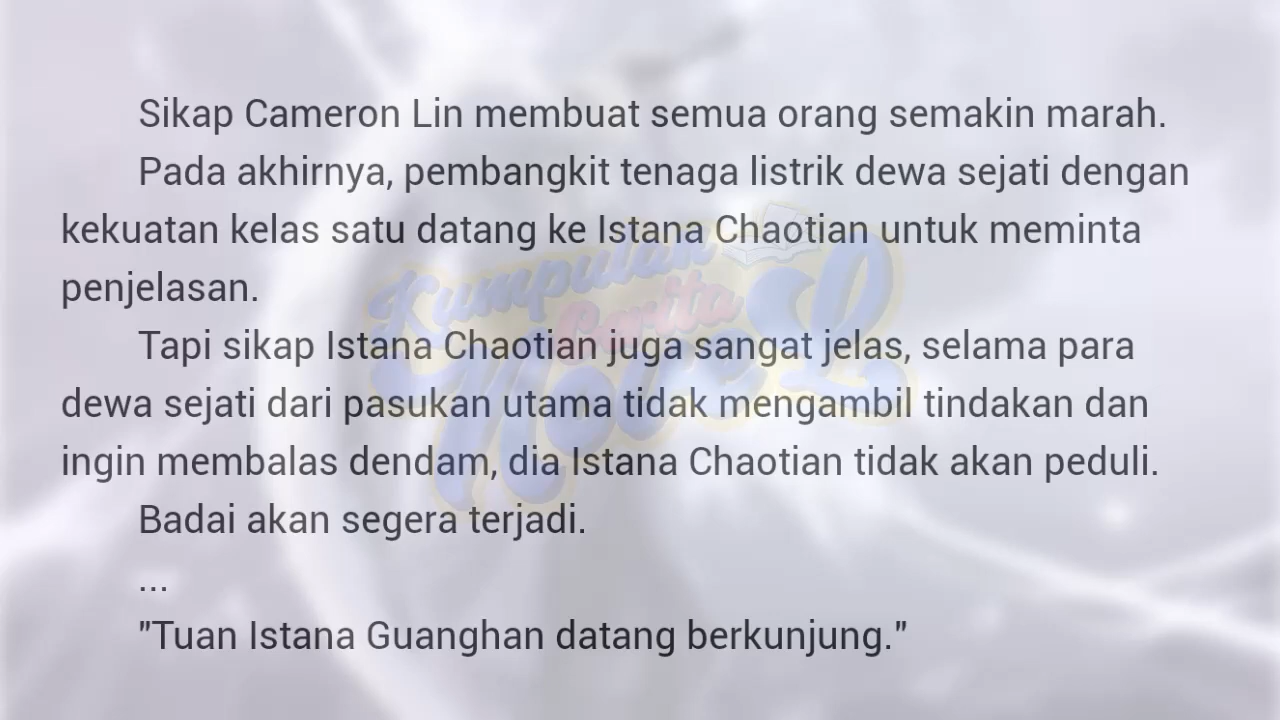 Sikap Cameron Lin membuat semua orang semakin marah.
Pada akhirnya, pembangkit tenaga listrik dewa sejati dengan
kekuatan kelas satu datang ke Istana Chaotian untuk meminta
penjelasan.
Tapi sikap Istana Chaotian juga sangat jelas, selama para
dewa sejati dari pasukan utama tidak mengambil tindakan dan
ingin membalas dendam, dia Istana Chaotian tidak akan peduli.
Badai akan segera terjadi.
...
"Tuan Istana Guanghan datang berkunjung."
Kumpulan
Cerita
Novel